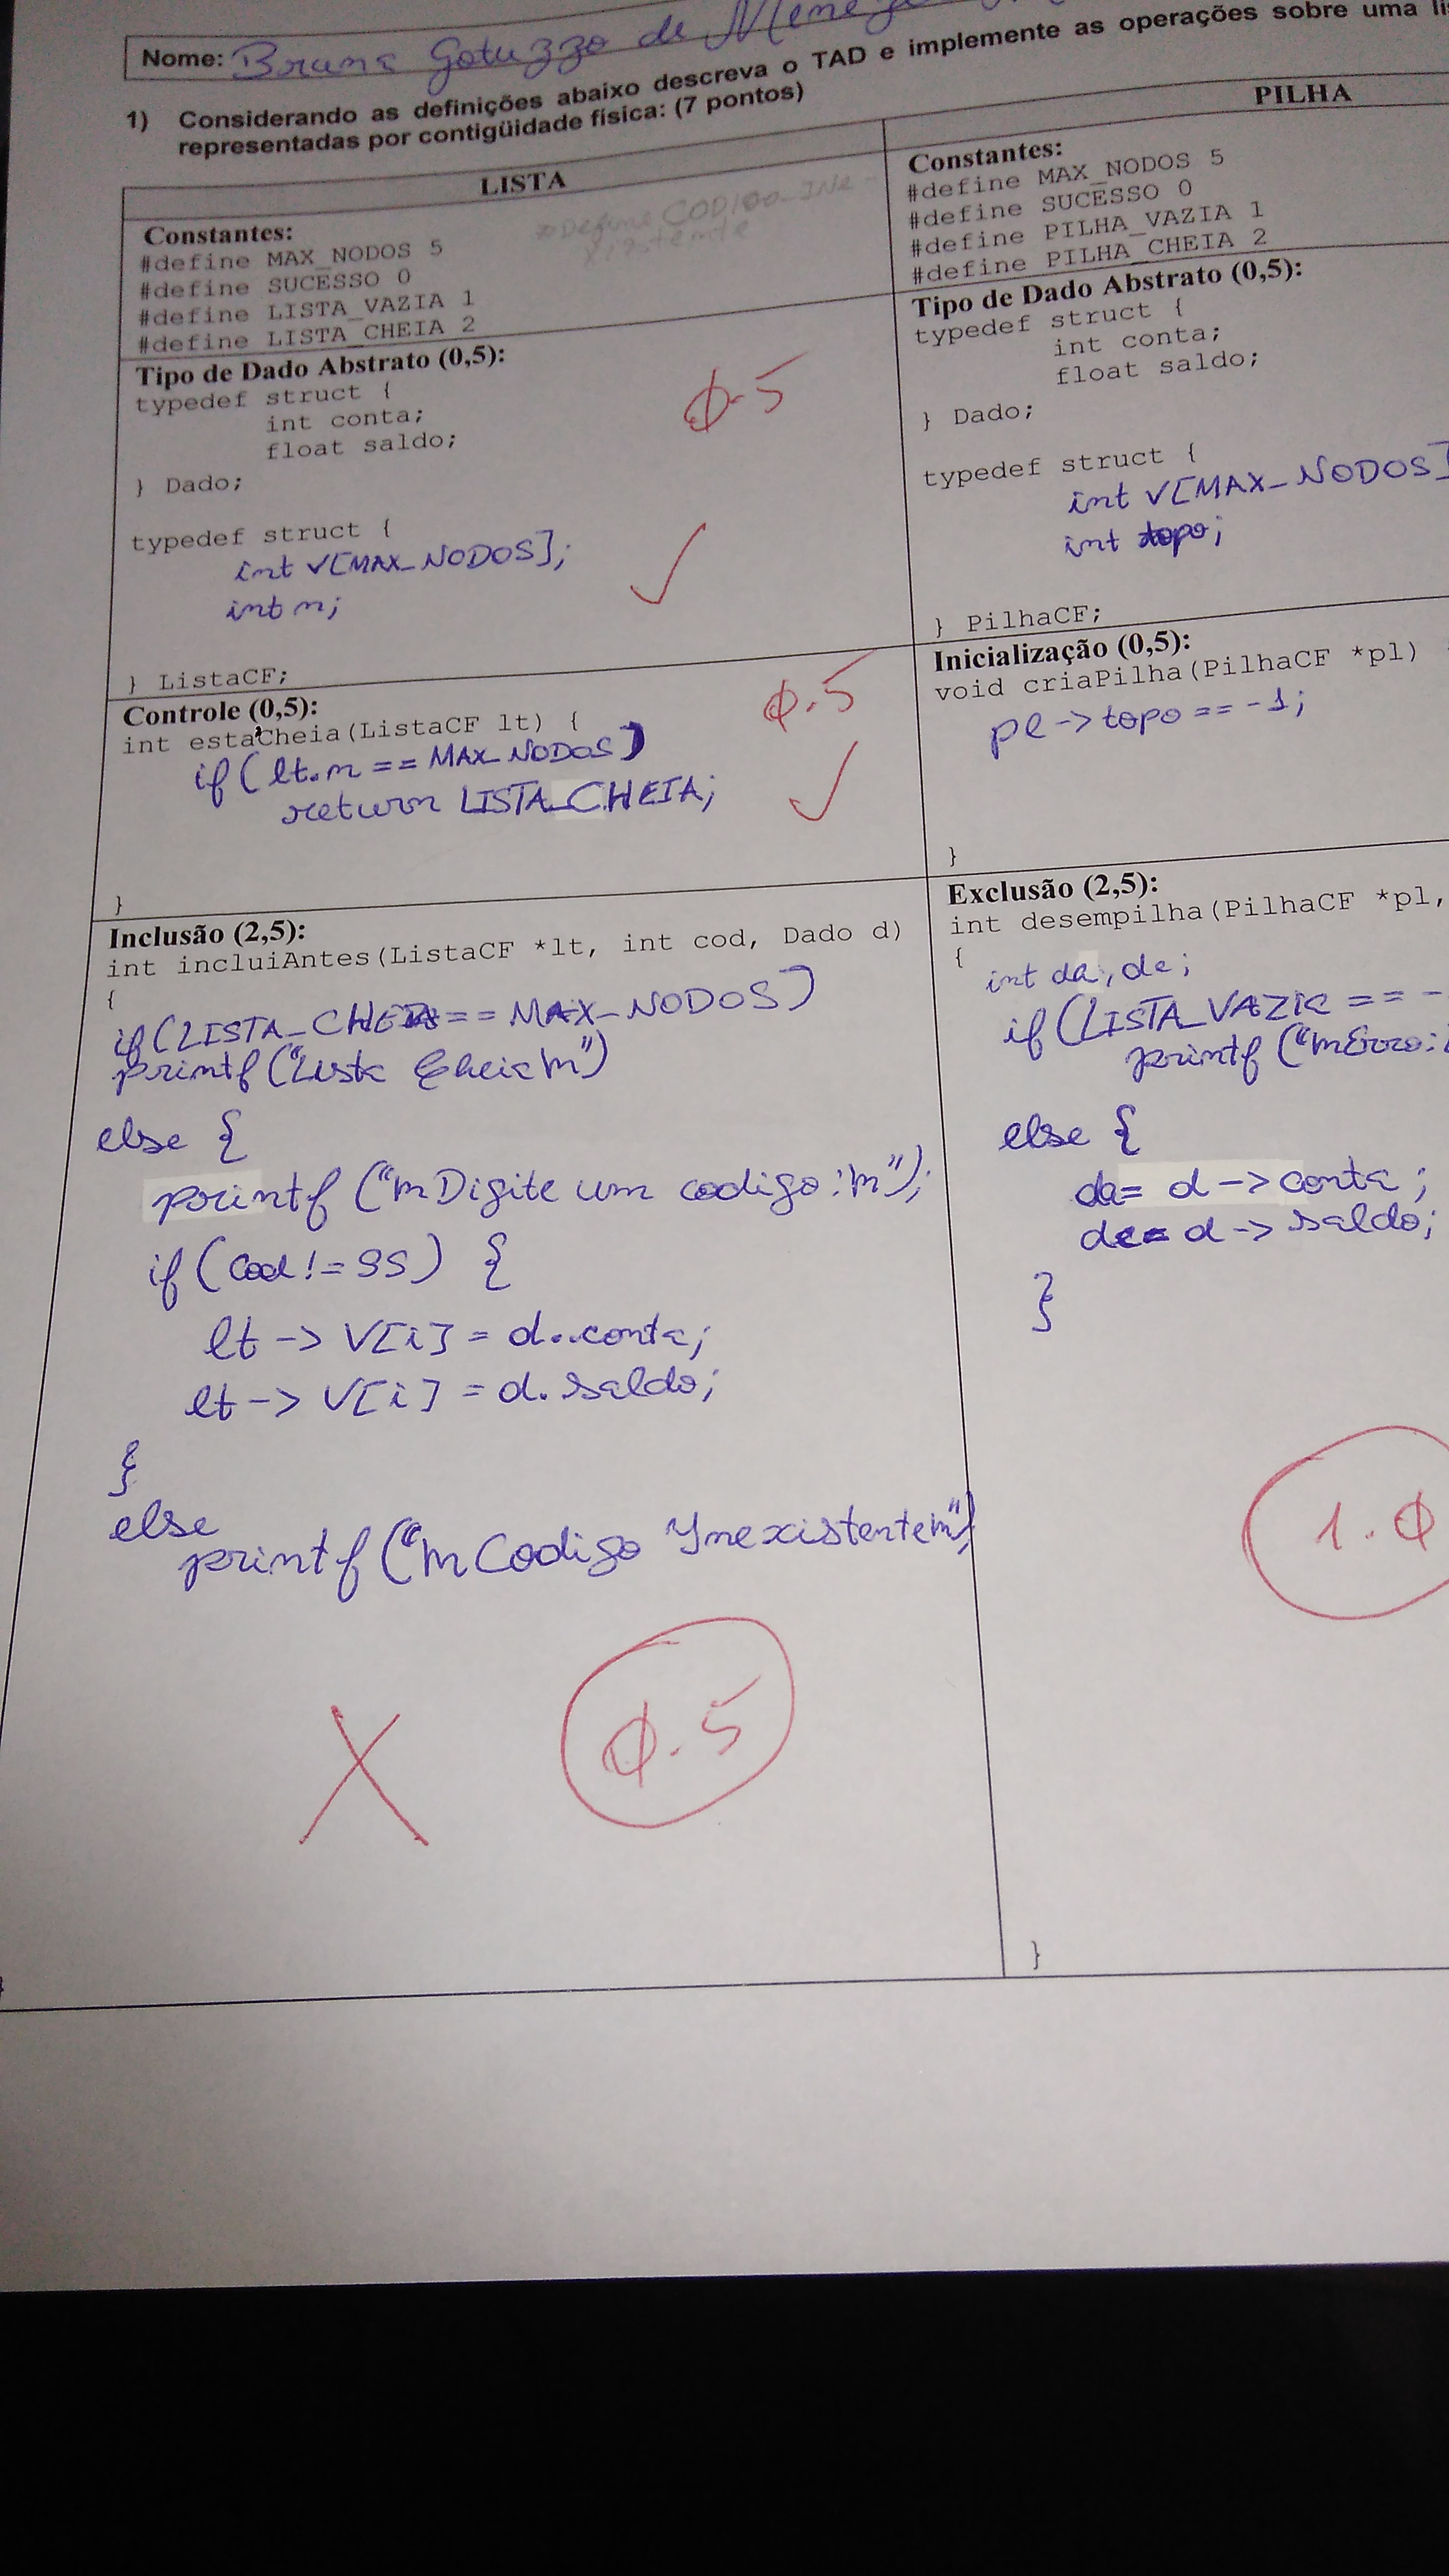 Nome: Bruna Gotuzzo de Meneze
1) Considerando as definições abaixo descreva o TAD e implemente as operações sobre uma
representadas por contigüidade física: (7 pontos)
LISTA
Constantes:
#define MAX_NODOS 5
#define SUCESSO 0
#define LISTA_VAZIA 1
#define LISTA_CHEIA 2
#Define CODIGO_INE-
xistente
Tipo de Dado Abstrato (0,5):
typedef struct {
int conta;
float saldo;
} Dado;
0.5
typedef struct {
int v[MAX_NODOS];
int n;
} ListaCF;
Controle (0,5):
int estaCheia(ListaCF lt) {
if (lt.n == MAX_NODOS)
return LISTA_CHEIA;
}
0.5
Inclusão (2,5):
int incluiAntes(ListaCF *lt, int cod, Dado d)
{
if(LISTA_CHEIA == MAX_NODOS)
printf("Lista Cheia\n")
else {
printf ("\nDigite um codigo:\n");
if (cod != 99) {
lt -> v[i] = d.conta;
lt -> v[i] = d.saldo;
}
else
printf("\nCodigo Inexistente\n")
X 0.5
PILHA
Constantes:
#define MAX_NODOS 5
#define SUCESSO 0
#define PILHA_VAZIA 1
#define PILHA_CHEIA 2
Tipo de Dado Abstrato (0,5):
typedef struct {
int conta;
float saldo;
} Dado;
typedef struct {
int v[MAX_NODOS]
int topo;
} PilhaCF;
Inicialização (0,5):
void criaPilha(PilhaCF *pl)
pl -> topo == -1;
}
Exclusão (2,5):
int desempilha(PilhaCF *pl,
{
int da, de;
if (LISTA_VAZIA == -
printf ("\nErro:
else {
da = d -> conta;
de = d -> saldo;
}
1.0
}